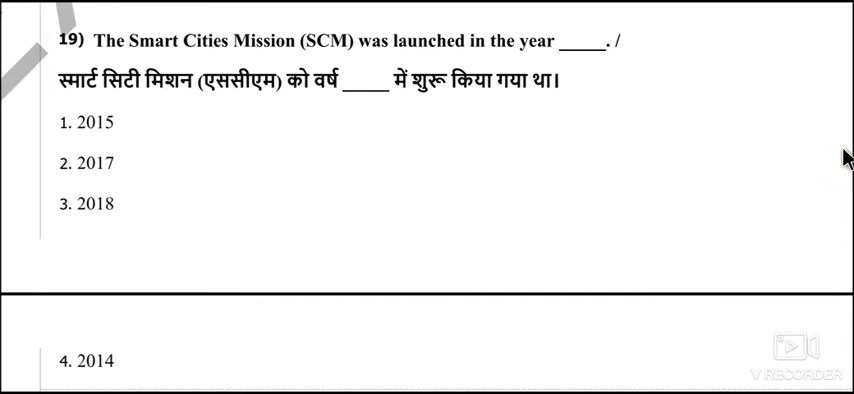 19) The Smart Cities Mission (SCM) was launched in the year _____. /
स्मार्ट सिटी मिशन (एससीएम) को वर्ष _____ में शुरू किया गया था।
1. 2015
2. 2017
3. 2018
4. 2014
V RECORDER